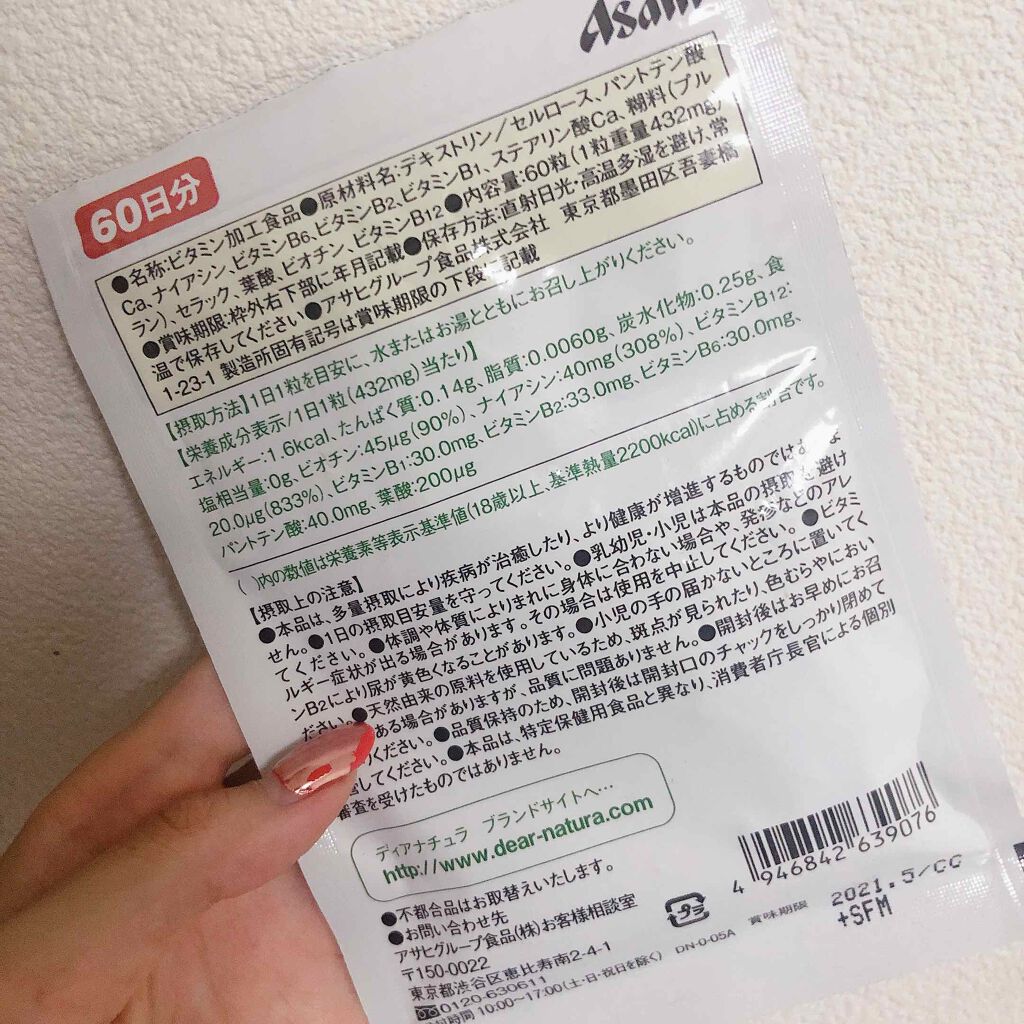 Asahi
60日分
●名称:ビタミン加工食品●原材料名:デキストリン/セルロース、パントテン酸
Ca、ナイアシン、ビタミンB6、ビタミンB2、ビタミンB1、ステアリン酸Ca、糊料(プル
ラン)、セラック、葉酸、ビオチン、ビタミンB12●内容量:60粒(1粒重量432mg)
●賞味期限:枠外右下部に年月記載●保存方法:直射日光・高温多湿を避け、常
温で保存してください●アサヒグループ食品株式会社 東京都墨田区吾妻橋
1-23-1 製造所固有記号は賞味期限の下段に記載
【摂取方法】1日1粒を目安に、水またはお湯とともにお召し上がりください。
【栄養成分表示/1日1粒(432mg)当たり】
エネルギー:1.6kcal、たんぱく質:0.14g、脂質:0.0060g、炭水化物:0.25g、食
塩相当量:0g、ビオチン:45μg(90%)、ナイアシン:40mg(308%)、ビタミンB12:
20.0μg(833%)、ビタミンB1:30.0mg、ビタミンB2:33.0mg、ビタミンB6:30.0mg、
パントテン酸:40.0mg、葉酸:200μg
( )内の数値は栄養素等表示基準値(18歳以上、基準熱量2200kcal)に占める割合です。
【摂取上の注意】
●本品は、多量摂取により疾病が治癒したり、より健康が増進するものではありま
せん。●1日の摂取目安量を守ってください。●乳幼児・小児は本品の摂取を避け
てください。●体調や体質によりまれに身体に合わない場合や、発疹などのアレ
ルギー症状が出る場合があります。その場合は使用を中止してください。●ビタミ
ンB2により尿が黄色くなることがあります。●小児の手の届かないところに置いてく
ださい。●天然由来の原料を使用しているため、斑点が見られたり、色むらやにおい
ある場合がありますが、品質に問題ありません。●開封後はお早めにお召
ください。●品質保持のため、開封後は開封口のチャックをしっかり閉めて
してください。●本品は、特定保健用食品と異なり、消費者庁長官による個別
審査を受けたものではありません。
ディアナチュラ ブランドサイトへ…
http://www.dear-natura.com
●不都合品はお取替えいたします。
●お問い合わせ先
アサヒグループ食品(株)お客様相談室
〒150-0022
東京都渋谷区恵比寿南2-4-1
0120-630611
時間 10:00~17:00(土・日・祝日を除く) DN-0-05A
4 946842 639076
賞味期限 2021.5/CG
+SFM